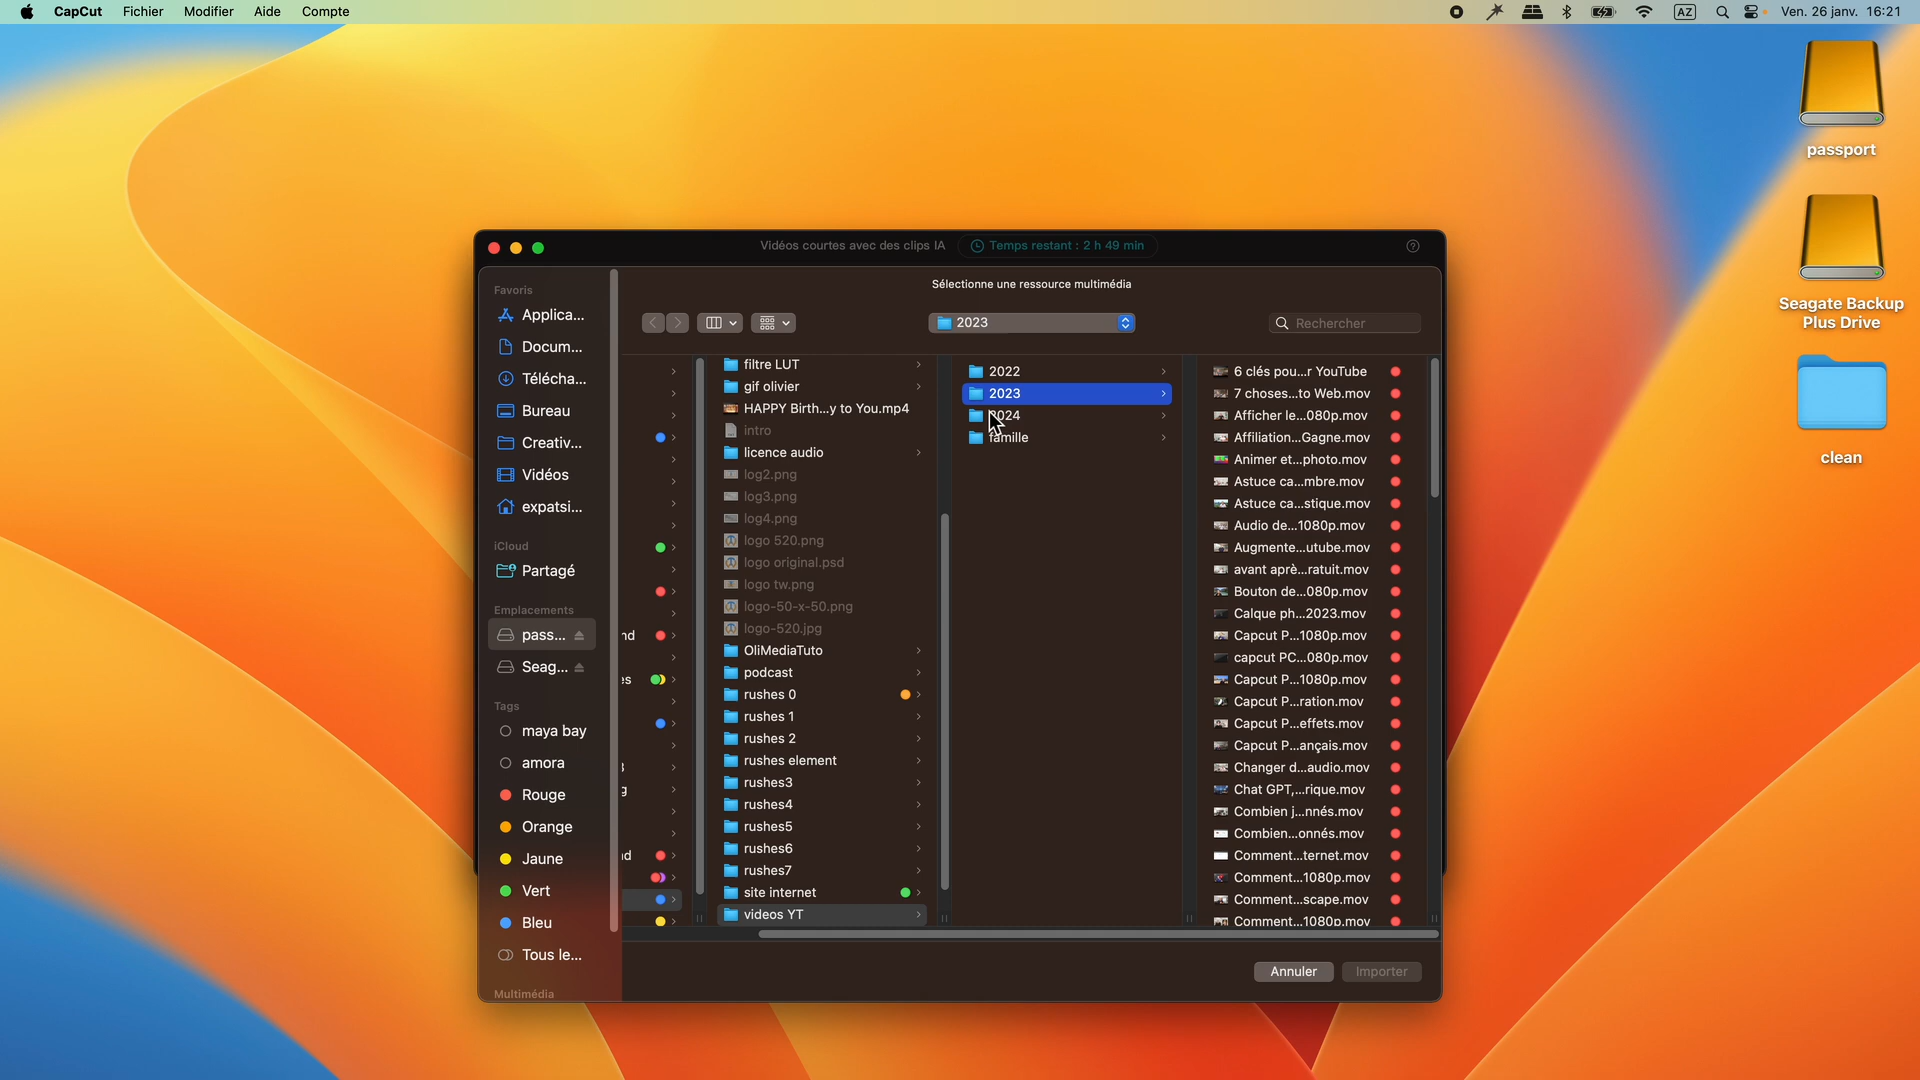 CapCut Fichier Modifier Aide Compte
AZ Ven. 26 janv. 16:21
passport
Seagate Backup
Plus Drive
clean
Vidéos courtes avec des clips IA
Temps restant : 2 h 49 min
Sélectionne une ressource multimédia
2023
Rechercher
Favoris
Applica...
Docum...
Télécha...
Bureau
Creativ...
Vidéos
expatsi...
iCloud
Partagé
Emplacements
pass...
Seag...
Tags
maya bay
amora
Rouge
Orange
Jaune
Vert
Bleu
Tous le...
Multimédia
nd
es
3
g
id
filtre LUT
gif olivier
HAPPY Birth...y to You.mp4
intro
licence audio
log2.png
log3.png
log4.png
logo 520.png
logo original.psd
logo tw.png
logo-50-x-50.png
logo-520.jpg
OliMediaTuto
podcast
rushes 0
rushes 1
rushes 2
rushes element
rushes3
rushes4
rushes5
rushes6
rushes7
site internet
videos YT
2022
2023
2024
famille
6 clés pou...r YouTube
7 choses...to Web.mov
Afficher le...080p.mov
Affiliation...Gagne.mov
Animer et...photo.mov
Astuce ca...mbre.mov
Astuce ca...stique.mov
Audio de...1080p.mov
Augmente...utube.mov
avant aprè...ratuit.mov
Bouton de...080p.mov
Calque ph...2023.mov
Capcut P...1080p.mov
capcut PC...080p.mov
Capcut P...1080p.mov
Capcut P...ration.mov
Capcut P...effets.mov
Capcut P...ançais.mov
Changer d...audio.mov
Chat GPT,...rique.mov
Combien j...nnés.mov
Combien...onnés.mov
Comment...ternet.mov
Comment...1080p.mov
Comment...scape.mov
Comment...1080p.mov
Annuler
Importer